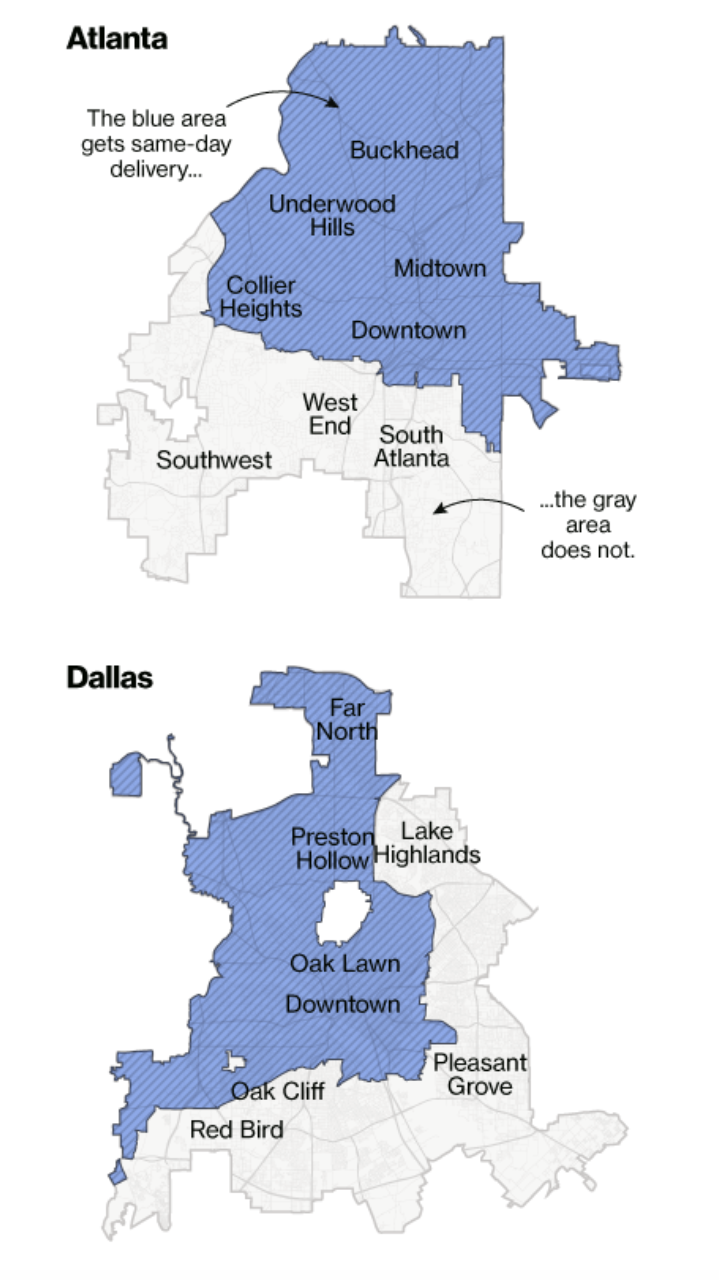 Atlanta
The blue area
gets same-day
delivery...
Buckhead
Underwood
Hills
Midtown
Collier
Heights
Downtown
West
End
South
Atlanta
Southwest
...the gray
area
does not.
Dallas
Far
North
Preston
Hollow
Lake
Highlands
Oak Lawn
Downtown
Pleasant
Grove
Oak Cliff
Red Bird